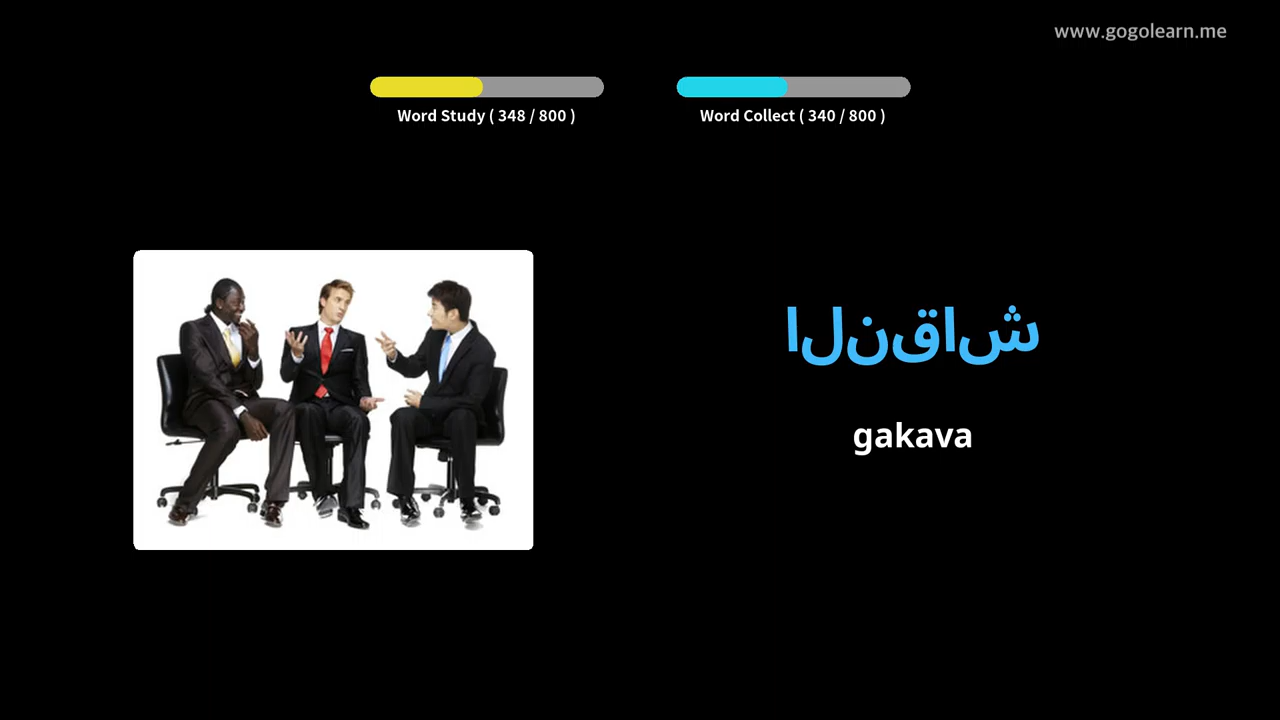 www.gogolearn.me
Word Study ( 348 / 800 )
Word Collect ( 340 / 800 )
النقاش
gakava